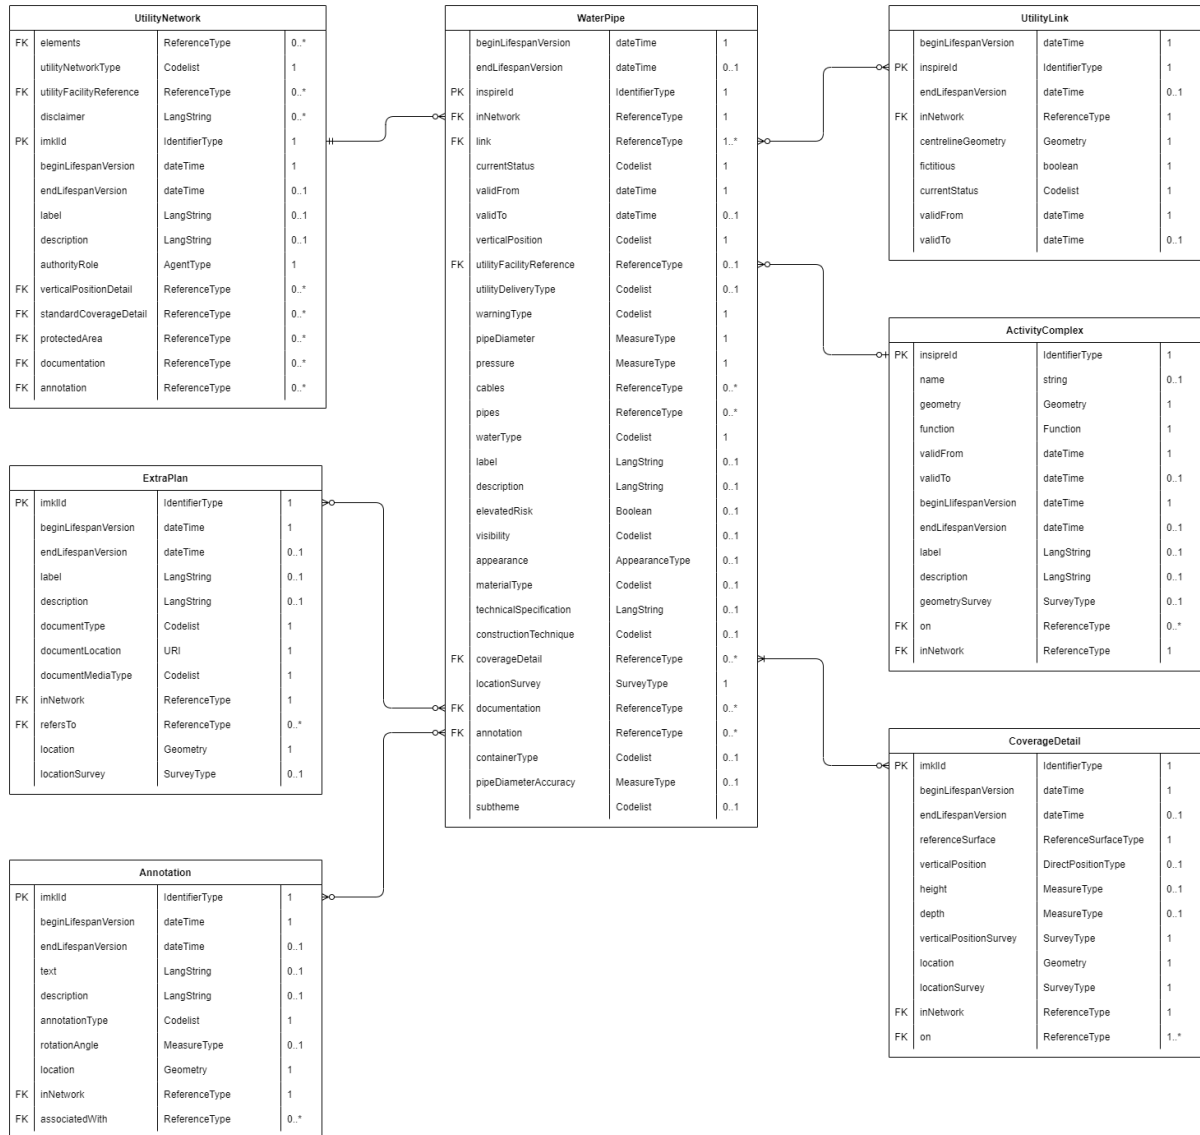 UtilityNetwork
FK elements ReferenceType 0..*
utilityNetworkType Codelist 1
FK utilityFacilityReference ReferenceType 0..*
disclaimer LangString 0..*
PK imklId IdentifierType 1
beginLifespanVersion dateTime 1
endLifespanVersion dateTime 0..1
label LangString 0..1
description LangString 0..1
authorityRole AgentType 1
FK verticalPositionDetail ReferenceType 0..*
FK standardCoverageDetail ReferenceType 0..*
FK protectedArea ReferenceType 0..*
FK documentation ReferenceType 0..*
FK annotation ReferenceType 0..*
ExtraPlan
PK imklId IdentifierType 1
beginLifespanVersion dateTime 1
endLifespanVersion dateTime 0..1
label LangString 0..1
description LangString 0..1
documentType Codelist 1
documentLocation URI 1
documentMediaType Codelist 1
FK inNetwork ReferenceType 1
FK refersTo ReferenceType 0..*
location Geometry 1
locationSurvey SurveyType 0..1
Annotation
PK imklId IdentifierType 1
beginLifespanVersion dateTime 1
endLifespanVersion dateTime 0..1
text LangString 0..1
description LangString 0..1
annotationType Codelist 1
rotationAngle MeasureType 0..1
location Geometry 1
FK inNetwork ReferenceType 1
FK associatedWith ReferenceType 0..*
WaterPipe
beginLifespanVersion dateTime 1
endLifespanVersion dateTime 0..1
PK inspireId IdentifierType 1
FK inNetwork ReferenceType 1
FK link ReferenceType 1..*
currentStatus Codelist 1
validFrom dateTime 1
validTo dateTime 0..1
verticalPosition Codelist 1
FK utilityFacilityReference ReferenceType 0..1
utilityDeliveryType Codelist 0..1
warningType Codelist 1
pipeDiameter MeasureType 1
pressure MeasureType 1
cables ReferenceType 0..*
pipes ReferenceType 0..*
waterType Codelist 1
label LangString 0..1
description LangString 0..1
elevatedRisk Boolean 0..1
visibility Codelist 0..1
appearance AppearanceType 0..1
materialType Codelist 0..1
technicalSpecification LangString 0..1
constructionTechnique Codelist 0..1
FK coverageDetail ReferenceType 0..*
locationSurvey SurveyType 1
FK documentation ReferenceType 0..*
FK annotation ReferenceType 0..*
containerType Codelist 0..1
pipeDiameterAccuracy MeasureType 0..1
subtheme Codelist 0..1
UtilityLink
beginLifespanVersion dateTime 1
PK inspireId IdentifierType 1
endLifespanVersion dateTime 0..1
FK inNetwork ReferenceType 1
centrelineGeometry Geometry 1
fictitious boolean 1
currentStatus Codelist 1
validFrom dateTime 1
validTo dateTime 0..1
ActivityComplex
PK insipreId IdentifierType 1
name string 0..1
geometry Geometry 1
function Function 1
validFrom dateTime 1
validTo dateTime 0..1
beginLlifespanVersion dateTime 1
endLifespanVersion dateTime 0..1
label LangString 0..1
description LangString 0..1
geometrySurvey SurveyType 0..1
FK on ReferenceType 0..*
FK inNetwork ReferenceType 1
CoverageDetail
PK imklId IdentifierType 1
beginLifespanVersion dateTime 1
endLifespanVersion dateTime 0..1
referenceSurface ReferenceSurfaceType 1
verticalPosition DirectPositionType 0..1
height MeasureType 0..1
depth MeasureType 0..1
verticalPositionSurvey SurveyType 1
location Geometry 1
locationSurvey SurveyType 1
FK inNetwork ReferenceType 1
FK on ReferenceType 1..*